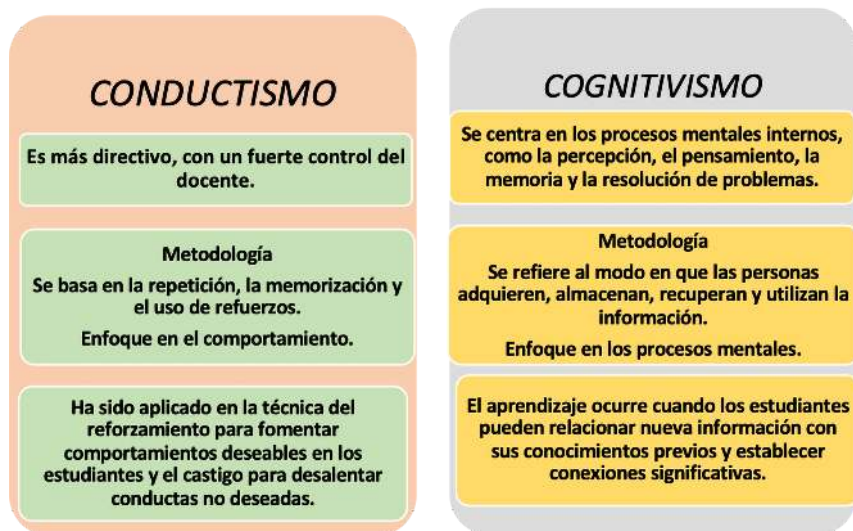 CONDUCTISMO
Es más directivo, con un fuerte control del
docente.
Metodología
Se basa en la repetición, la memorización y
el uso de refuerzos.
Enfoque en el comportamiento.
Ha sido aplicado en la técnica del
reforzamiento para fomentar
comportamientos deseables en los
estudiantes y el castigo para desalentar
conductas no deseadas.
COGNITIVISMO
Se centra en los procesos mentales internos,
como la percepción, el pensamiento, la
memoria y la resolución de problemas.
Metodología
Se refiere al modo en que las personas
adquieren, almacenan, recuperan y utilizan la
información.
Enfoque en los procesos mentales.
El aprendizaje ocurre cuando los estudiantes
pueden relacionar nueva información con
sus conocimientos previos y establecer
conexiones significativas.